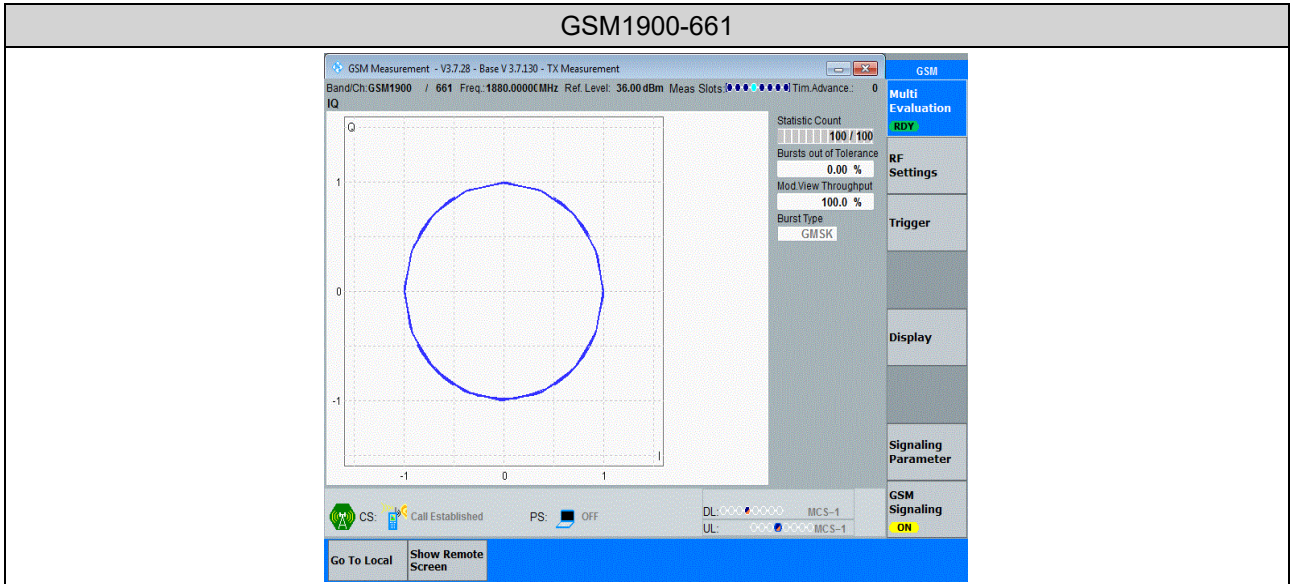 GSM1900-661
GSM Measurement - V3.7.28 - Base V 3.7.130 - TX Measurement
GSM
Band/Ch: GSM1900 / 661 Freq.: 1880.0000 MHz Ref. Level: 36.00 dBm Meas Slots: Tim.Advance.: 0
IQ
Multi
Evaluation
RDY
Q
Statistic Count
100 / 100
Bursts out of Tolerance
0.00 %
Mod.View Throughput
100.0 %
Burst Type
GMSK
RF
Settings
Trigger
Display
Signaling
Parameter
GSM
Signaling
ON
1
0
-1
I
-1 0 1
CS: Call Established PS: OFF
DL: MCS-1
UL: MCS-1
Go To Local
Show Remote
Screen